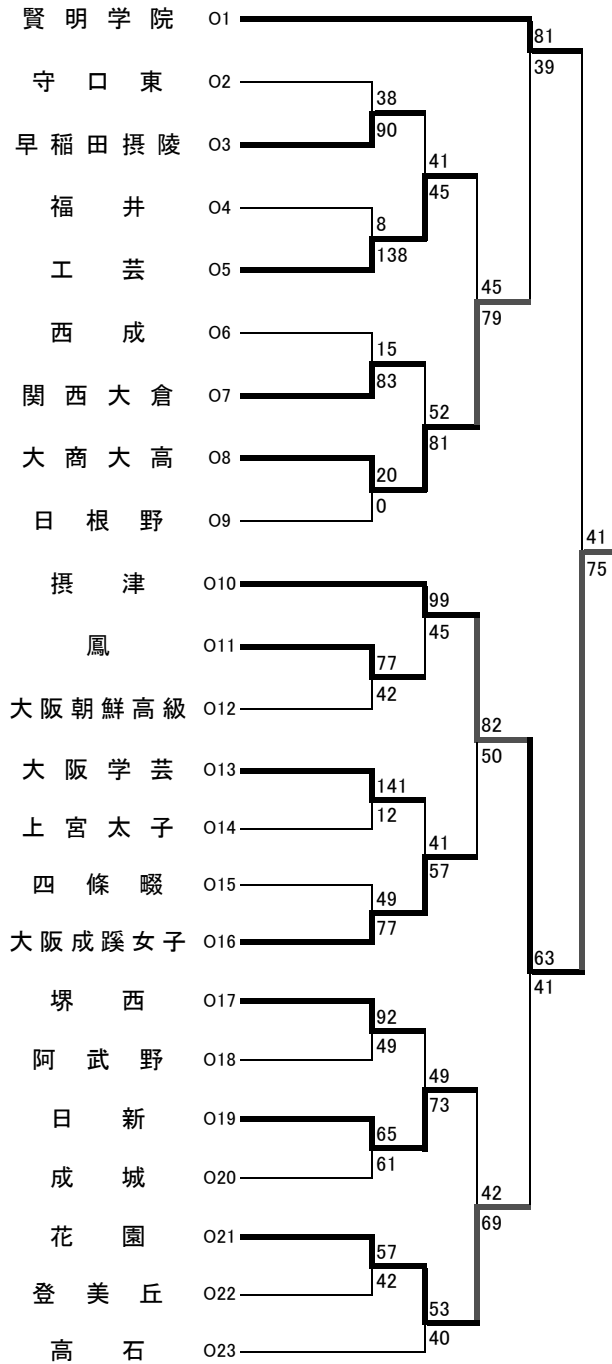 賢明学院 O1
81
39
守口東 O2
38
90
早稲田摂陵 O3
41
45
福井 O4
8
138
工芸 O5
45
79
西成 O6
15
83
関西大倉 O7
52
81
大商大高 O8
20
0
日根野 O9
41
75
摂津 O10
99
45
鳳 O11
77
42
大阪朝鮮高級 O12
82
50
大阪学芸 O13
141
12
上宮太子 O14
41
57
四條畷 O15
49
77
大阪成蹊女子 O16
63
41
堺西 O17
92
49
阿武野 O18
49
73
日新 O19
65
61
成城 O20
42
69
花園 O21
57
42
登美丘 O22
53
40
高石 O23